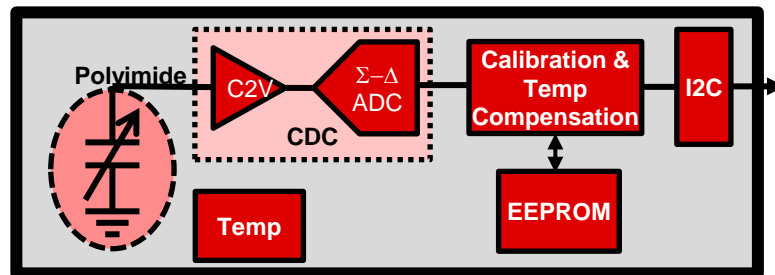 Polyimide
C2V
Σ−Δ
ADC
CDC
Calibration &
Temp
Compensation
I2C
Temp
EEPROM